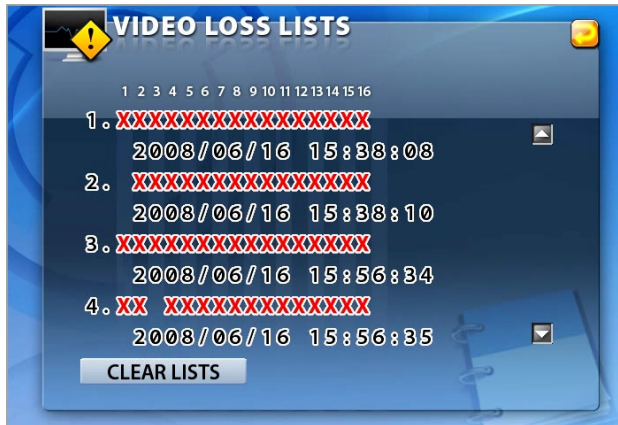 VIDEO LOSS LISTS
1 2 3 4 5 6 7 8 9 10 11 12 13 14 15 16
1. XXXXXXXXXXXXXXXX
2008/06/16 15:38:08
2.  XXXXXXXXXXXXXXX
2008/06/16 15:38:10
3. XXXXXXXXXXXXXXXX
2008/06/16 15:56:34
4. XX XXXXXXXXXXXXX
2008/06/16 15:56:35
CLEAR LISTS